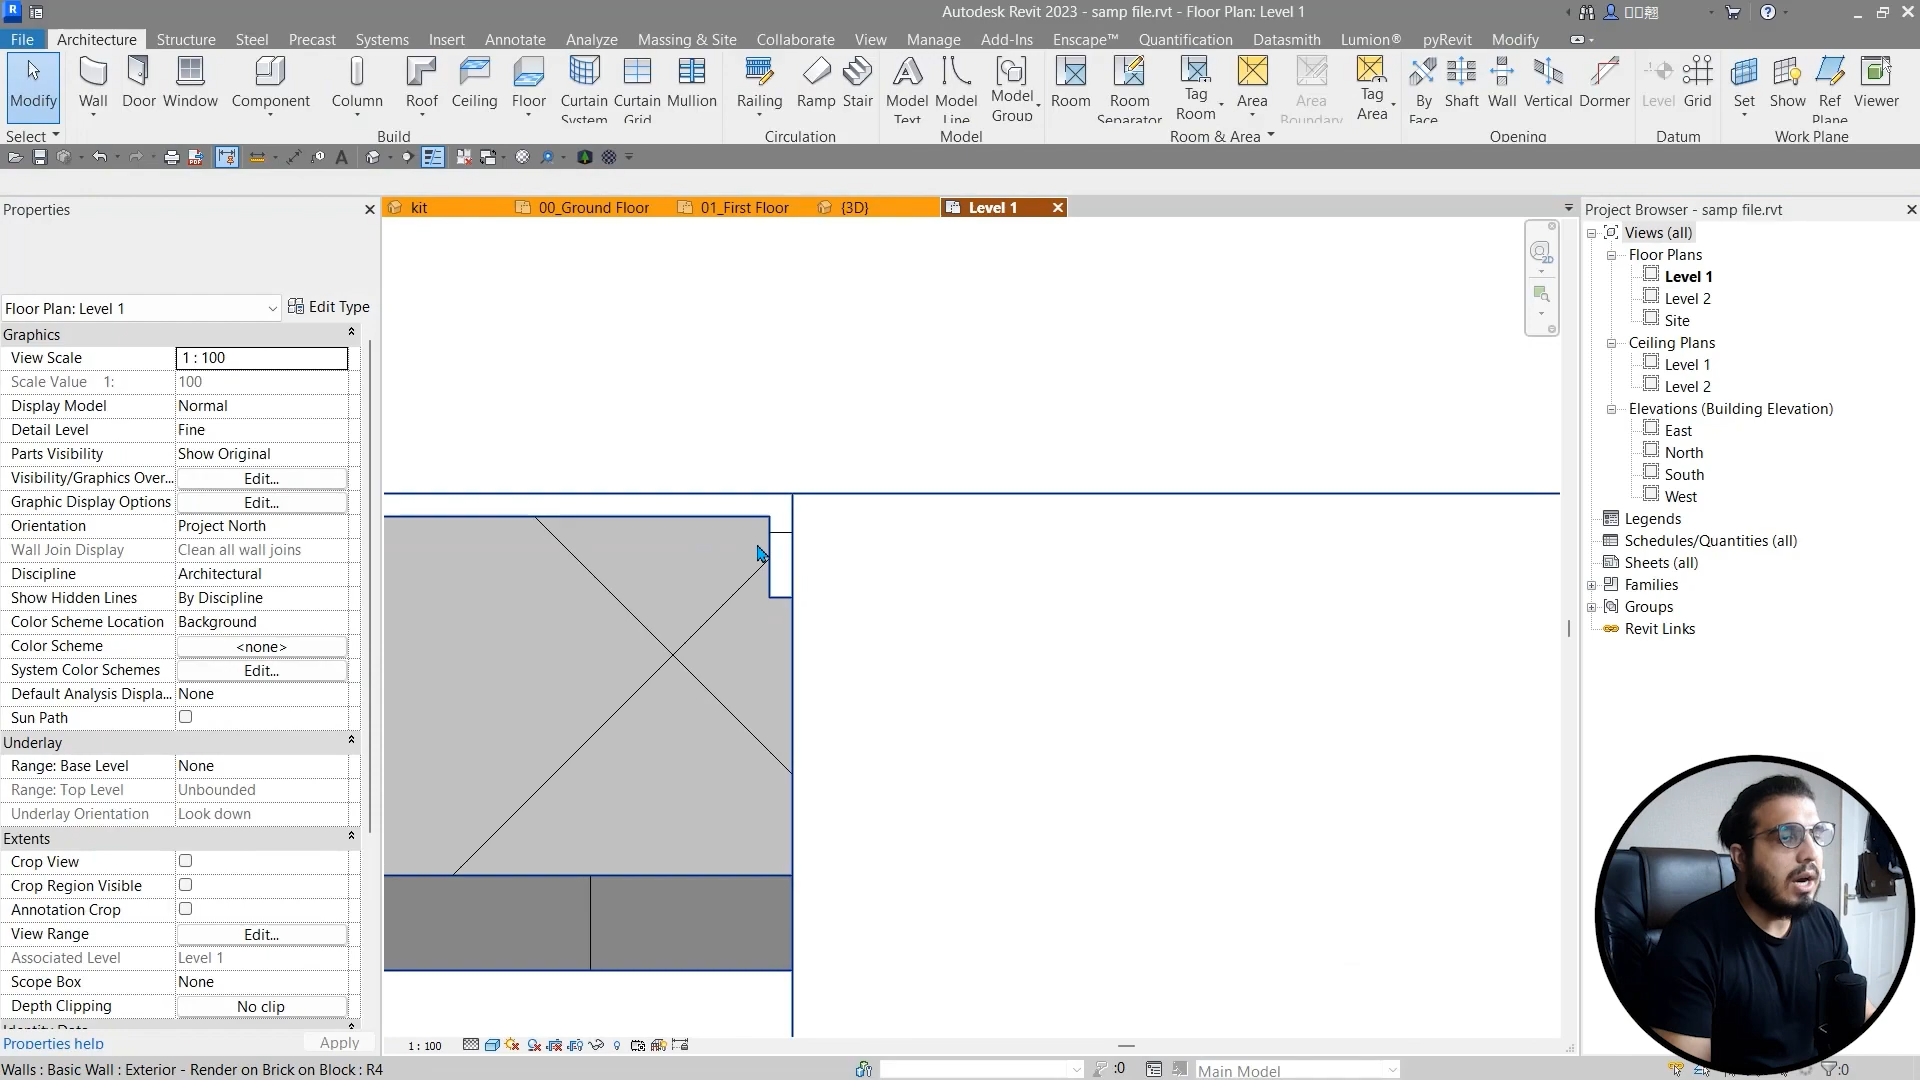 Autodesk Revit 2023 - samp file.rvt - Floor Plan: Level 1
File Architecture Structure Steel Precast Systems Insert Annotate Analyze Massing & Site Collaborate View Manage Add-Ins Enscape™ Quantification Datasmith Lumion® pyRevit Modify
Modify Wall Door Window Component Column Roof Ceiling Floor Curtain System Curtain Grid Mullion Railing Ramp Stair Model Text Model Line Model Group Room Room Separator Tag Room Area Area Boundary Tag Area By Face Shaft Wall Vertical Dormer Level Grid Set Show Ref Plane Viewer
Select Build Circulation Model Room & Area Opening Datum Work Plane
Properties
kit 00_Ground Floor 01_First Floor {3D} Level 1
Project Browser - samp file.rvt
Floor Plan: Level 1 Edit Type
Graphics
View Scale 1 : 100
Scale Value 1: 100
Display Model Normal
Detail Level Fine
Parts Visibility Show Original
Visibility/Graphics Over... Edit...
Graphic Display Options Edit...
Orientation Project North
Wall Join Display Clean all wall joins
Discipline Architectural
Show Hidden Lines By Discipline
Color Scheme Location Background
Color Scheme <none>
System Color Schemes Edit...
Default Analysis Displa... None
Sun Path
Underlay
Range: Base Level None
Range: Top Level Unbounded
Underlay Orientation Look down
Extents
Crop View
Crop Region Visible
Annotation Crop
View Range Edit...
Associated Level Level 1
Scope Box None
Depth Clipping No clip
Identity Data
Properties help Apply
Views (all)
Floor Plans
Level 1
Level 2
Site
Ceiling Plans
Level 1
Level 2
Elevations (Building Elevation)
East
North
South
West
Legends
Schedules/Quantities (all)
Sheets (all)
Families
Groups
Revit Links
2D
1 : 100
Walls : Basic Wall : Exterior - Render on Brick on Block : R4
:0 Main Model :0